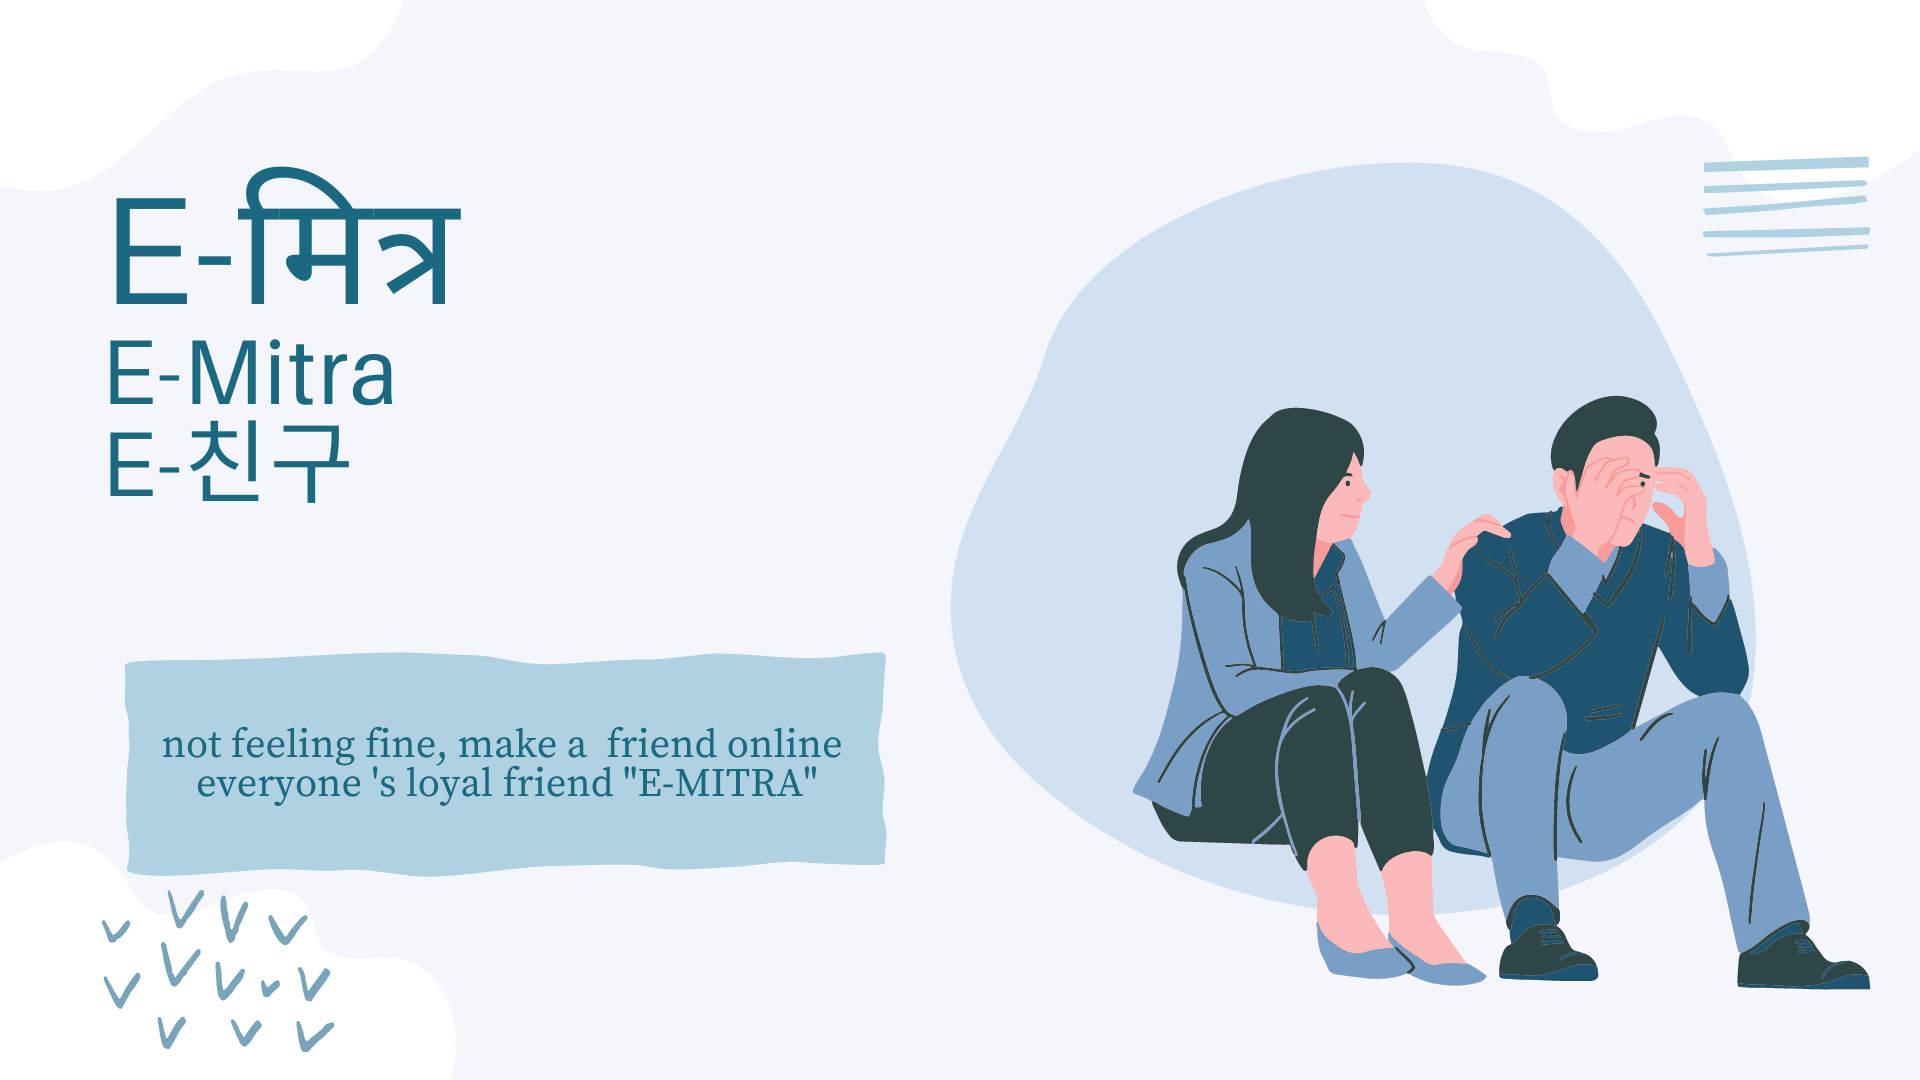 E-मित्र
E-Mitra
E-친구
not feeling fine, make a  friend online
everyone 's loyal friend "E-MITRA"